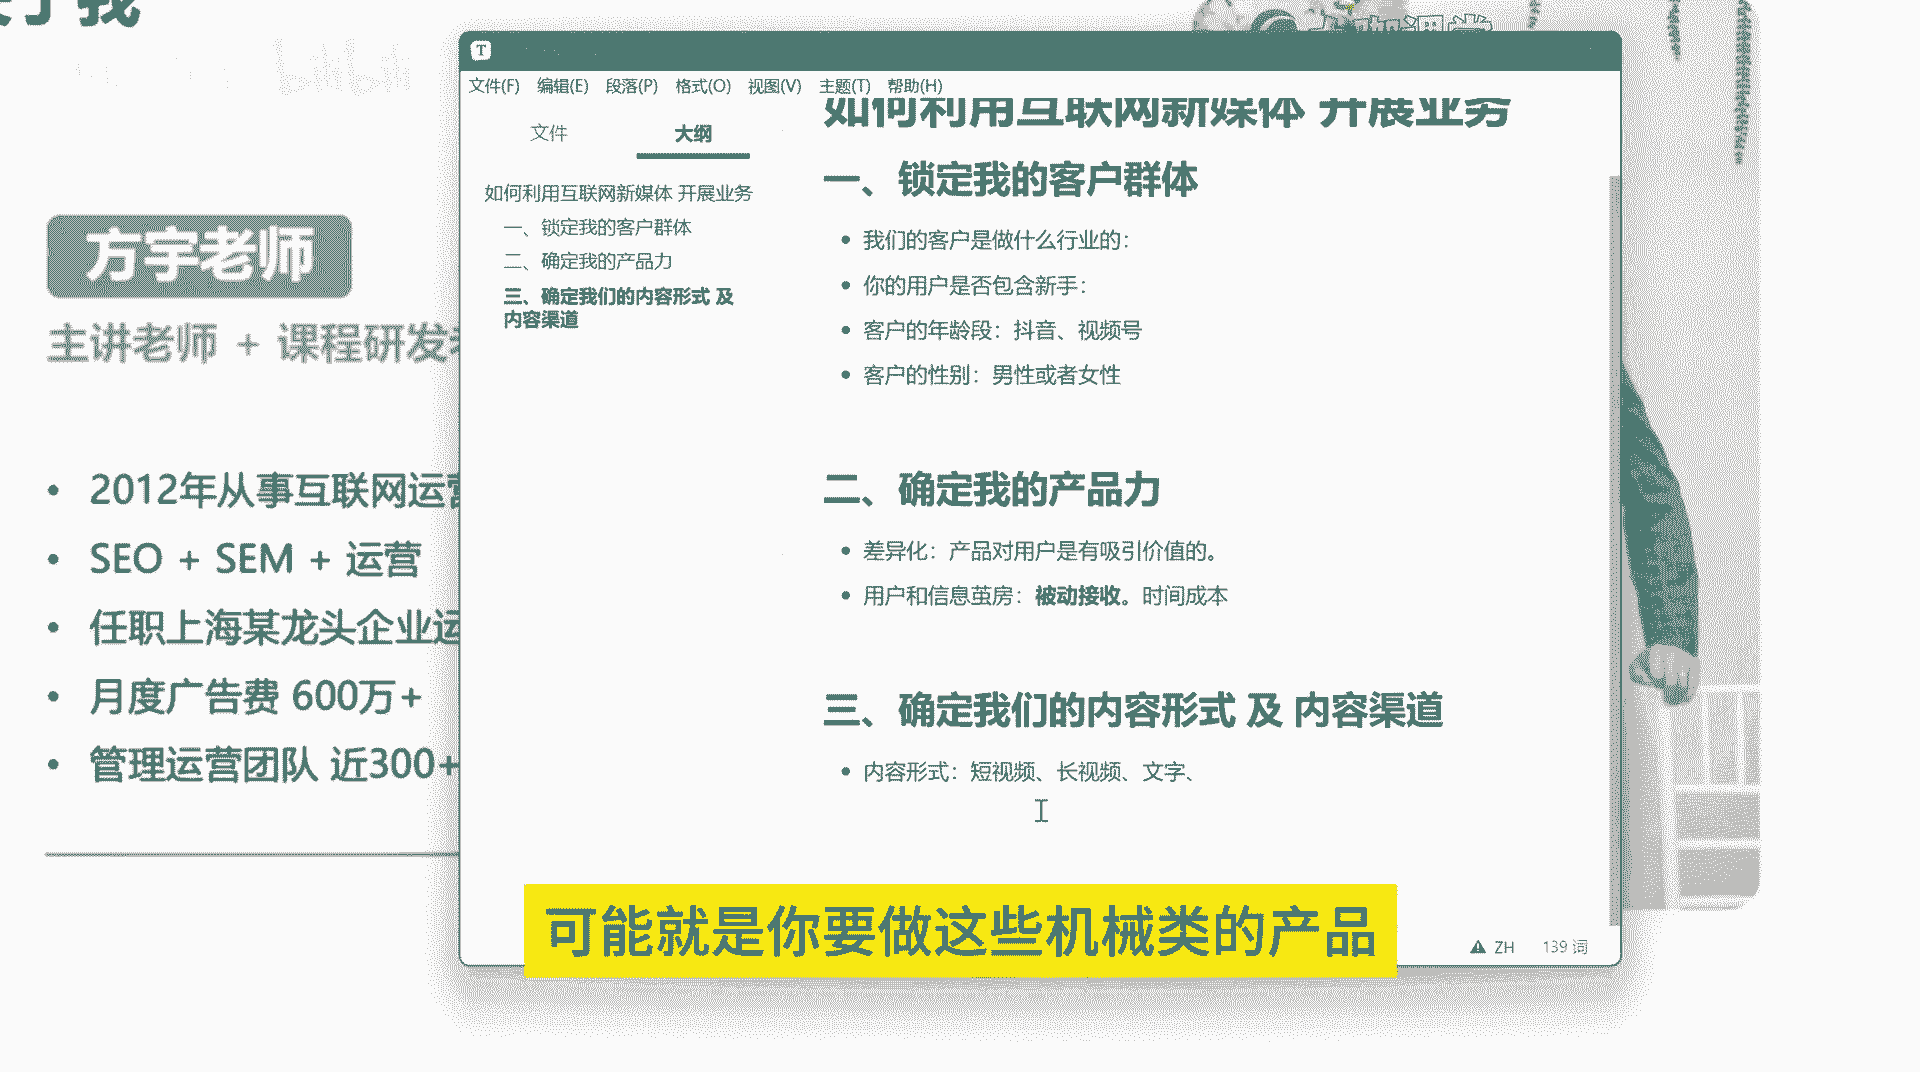 bilibili
方宇老师
主讲老师 + 课程研发
2012年从事互联网运营
SEO + SEM + 运营
任职上海某龙头企业运
月度广告费 600万+
管理运营团队 近300+
T
文件(F) 编辑(E) 段落(P) 格式(O) 视图(V) 主题(T) 帮助(H)
文件 大纲
如何利用互联网新媒体 开展业务
一、锁定我的客户群体
二、确定我的产品力
三、确定我们的内容形式 及
内容渠道
如何利用互联网新媒体 开展业务
一、锁定我的客户群体
我们的客户是做什么行业的：
你的用户是否包含新手：
客户的年龄段：抖音、视频号
客户的性别：男性或者女性
二、确定我的产品力
差异化：产品对用户是有吸引价值的。
用户和信息茧房：被动接收。时间成本
三、确定我们的内容形式 及 内容渠道
内容形式：短视频、长视频、文字、
ZH 139 词
可能就是你要做这些机械类的产品